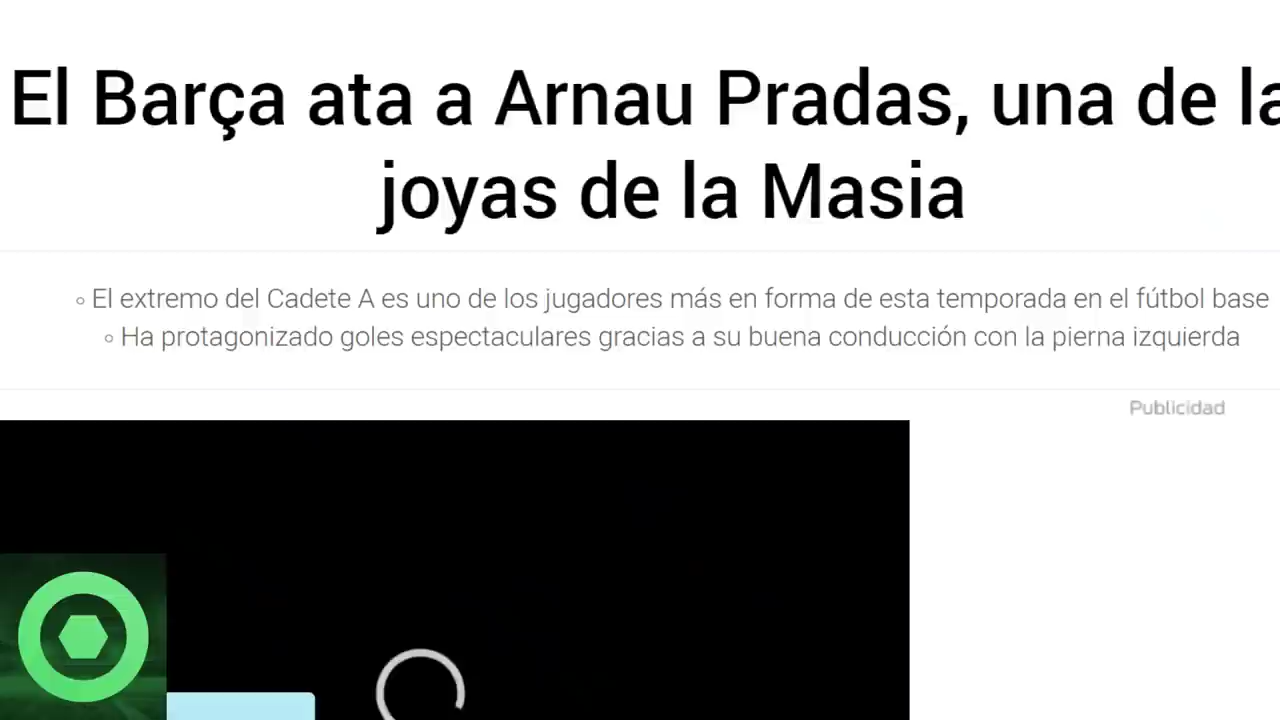 El Barça ata a Arnau Pradas, una de la
joyas de la Masia
El extremo del Cadete A es uno de los jugadores más en forma de esta temporada en el fútbol base
Ha protagonizado goles espectaculares gracias a su buena conducción con la pierna izquierda
Publicidad